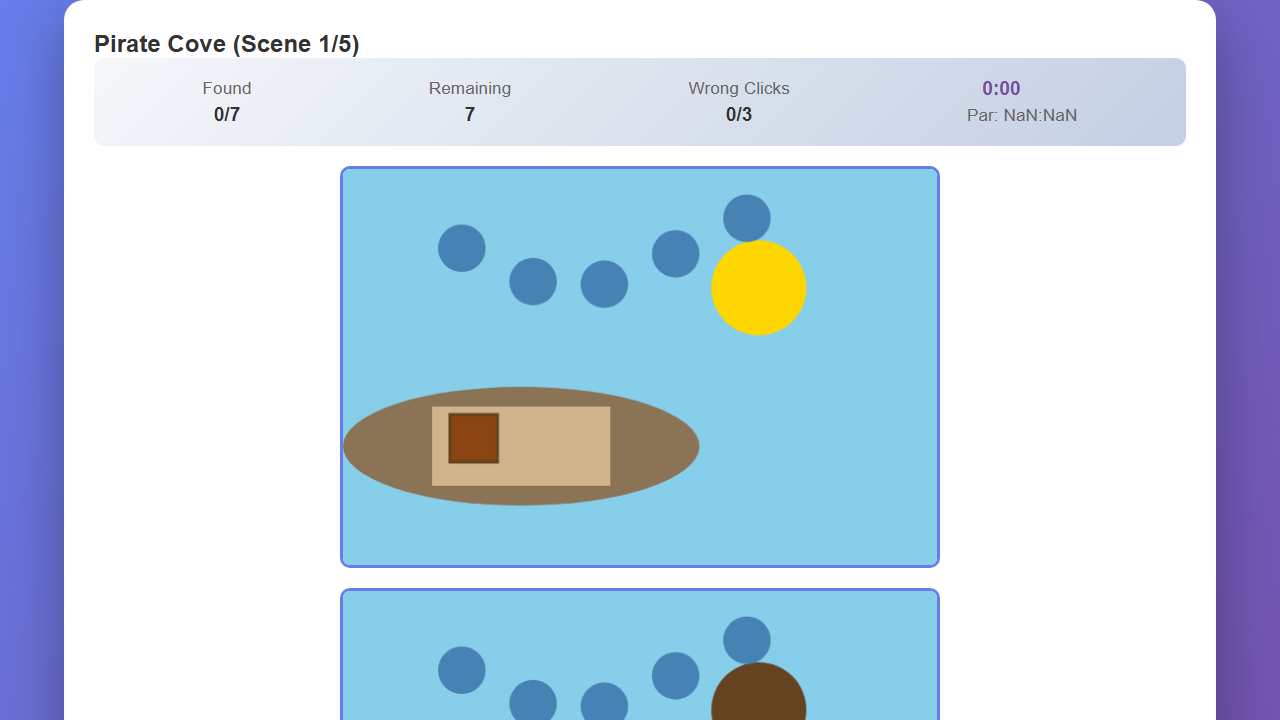 Pirate Cove (Scene 1/5)
Found
0/7
Remaining
7
Wrong Clicks
0/3
0:00
Par: NaN:NaN